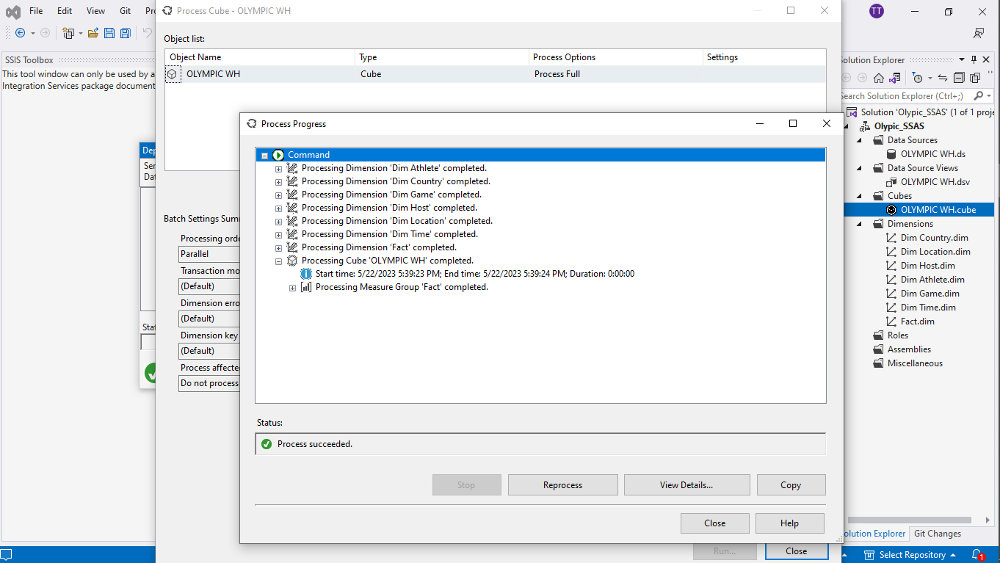 File Edit View Git
Process Cube - OLYMPIC WH
TT
SSIS Toolbox
This tool window can only be used by a
Integration Services package document
Object list:
Object Name Type Process Options Settings
OLYMPIC WH Cube Process Full
Batch Settings Sum
Processing orde
Parallel
Transaction mo
(Default)
Dimension erro
(Default)
Dimension key
(Default)
Process affecte
Do not process
Run... Close
Process Progress
Command
Processing Dimension 'Dim Athlete' completed.
Processing Dimension 'Dim Country' completed.
Processing Dimension 'Dim Game' completed.
Processing Dimension 'Dim Host' completed.
Processing Dimension 'Dim Location' completed.
Processing Dimension 'Dim Time' completed.
Processing Dimension 'Fact' completed.
Processing Cube 'OLYMPIC WH' completed.
Start time: 5/22/2023 5:39:23 PM; End time: 5/22/2023 5:39:24 PM; Duration: 0:00:00
Processing Measure Group 'Fact' completed.
Status:
Process succeeded.
Stop Reprocess View Details... Copy
Close Help
olution Explorer
Search Solution Explorer (Ctrl+;)
Solution 'Olypic_SSAS' (1 of 1 proje
Olypic_SSAS
Data Sources
OLYMPIC WH.ds
Data Source Views
OLYMPIC WH.dsv
Cubes
OLYMPIC WH.cube
Dimensions
Dim Country.dim
Dim Location.dim
Dim Host.dim
Dim Athlete.dim
Dim Game.dim
Dim Time.dim
Fact.dim
Roles
Assemblies
Miscellaneous
olution Explorer Git Changes
Select Repository 1